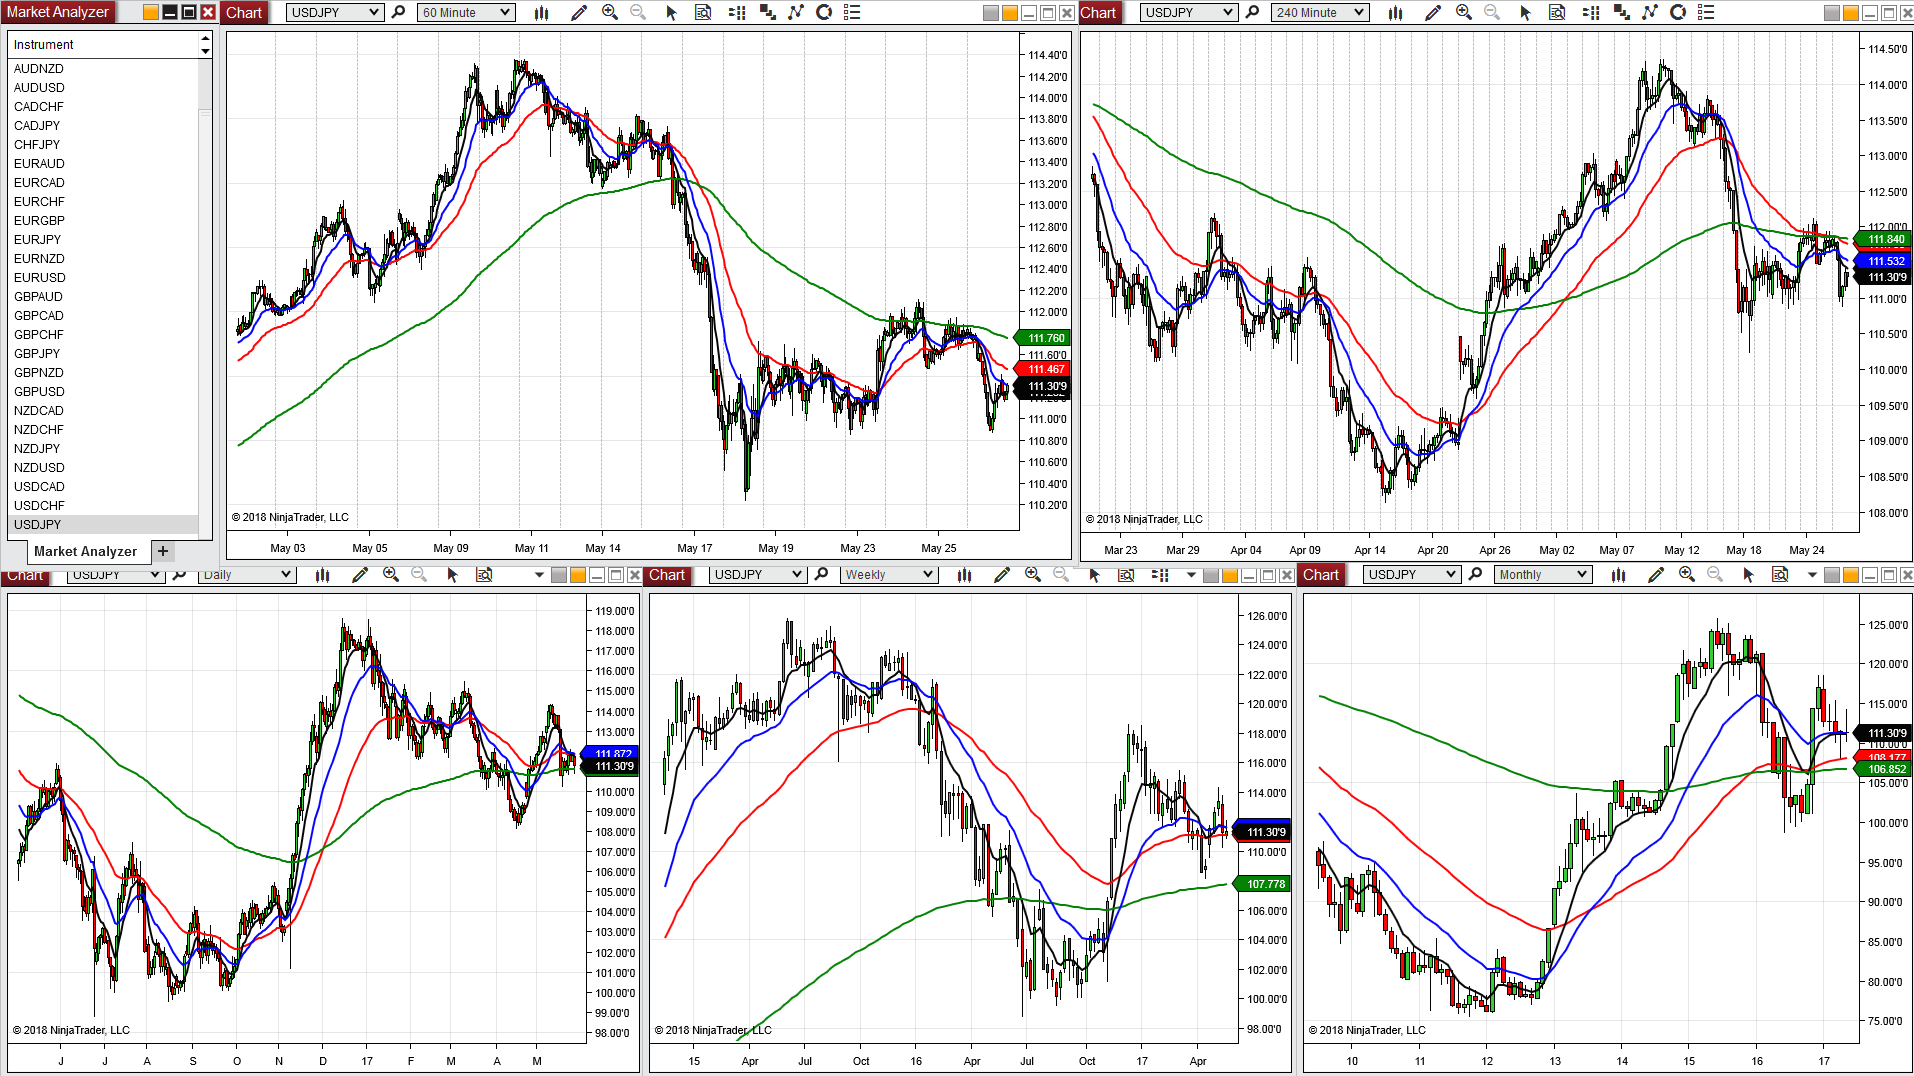 Market Analyzer
Instrument
AUDNZD
AUDUSD
CADCHF
CADJPY
CHFJPY
EURAUD
EURCAD
EURCHF
EURGBP
EURJPY
EURNZD
EURUSD
GBPAUD
GBPCAD
GBPCHF
GBPJPY
GBPNZD
GBPUSD
NZDCAD
NZDCHF
NZDJPY
NZDUSD
USDCAD
USDCHF
USDJPY
Market Analyzer +
Chart USDJPY 60 Minute
114.40'0
114.20'0
114.00'0
113.80'0
113.60'0
113.40'0
113.20'0
113.00'0
112.80'0
112.60'0
112.40'0
112.20'0
112.00'0
111.760
111.60'0
111.467
111.30'9
111.00'0
110.80'0
110.60'0
110.40'0
110.20'0
© 2018 NinjaTrader, LLC
May 03 May 05 May 09 May 11 May 14 May 17 May 19 May 23 May 25
Chart USDJPY 240 Minute
114.50'0
114.00'0
113.50'0
113.00'0
112.50'0
112.00'0
111.840
111.532
111.30'9
111.00'0
110.50'0
110.00'0
109.50'0
109.00'0
108.50'0
108.00'0
© 2018 NinjaTrader, LLC
Mar 23 Mar 29 Apr 04 Apr 09 Apr 14 Apr 20 Apr 26 May 02 May 07 May 12 May 18 May 24
Chart USDJPY Daily
119.00'0
118.00'0
117.00'0
116.00'0
115.00'0
114.00'0
113.00'0
111.872
111.30'9
110.00'0
109.00'0
108.00'0
107.00'0
106.00'0
105.00'0
104.00'0
103.00'0
102.00'0
101.00'0
100.00'0
99.00'0
98.00'0
© 2018 NinjaTrader, LLC
J J A S O N D 17 F M A M
Chart USDJPY Weekly
126.00'0
124.00'0
122.00'0
120.00'0
118.00'0
116.00'0
114.00'0
111.30'9
110.00'0
107.778
106.00'0
104.00'0
102.00'0
100.00'0
98.00'0
© 2018 NinjaTrader, LLC
15 Apr Jul Oct 16 Apr Jul Oct 17 Apr
Chart USDJPY Monthly
125.00'0
120.00'0
115.00'0
111.30'9
110.00'0
108.177
106.852
100.00'0
95.00'0
90.00'0
85.00'0
80.00'0
75.00'0
© 2018 NinjaTrader, LLC
10 11 12 13 14 15 16 17